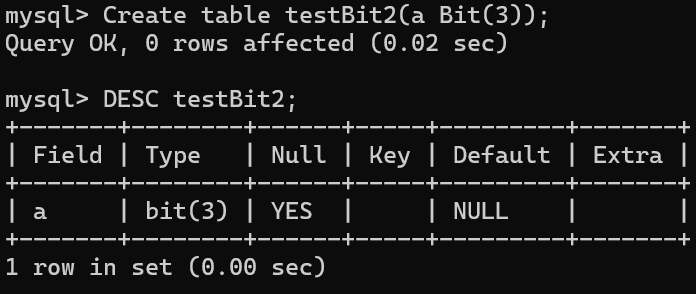 mysql> Create table testBit2(a Bit(3));
Query OK, 0 rows affected (0.02 sec)
mysql> DESC testBit2;
+-------+--------+------+-----+---------+-------+
| Field | Type   | Null | Key | Default | Extra |
+-------+--------+------+-----+---------+-------+
| a     | bit(3) | YES  |     | NULL    |       |
+-------+--------+------+-----+---------+-------+
1 row in set (0.00 sec)